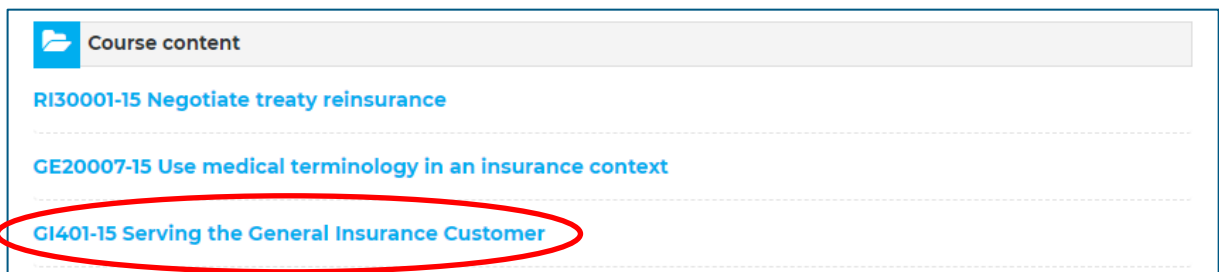 Course content
RI30001-15 Negotiate treaty reinsurance
GE20007-15 Use medical terminology in an insurance context
GI401-15 Serving the General Insurance Customer